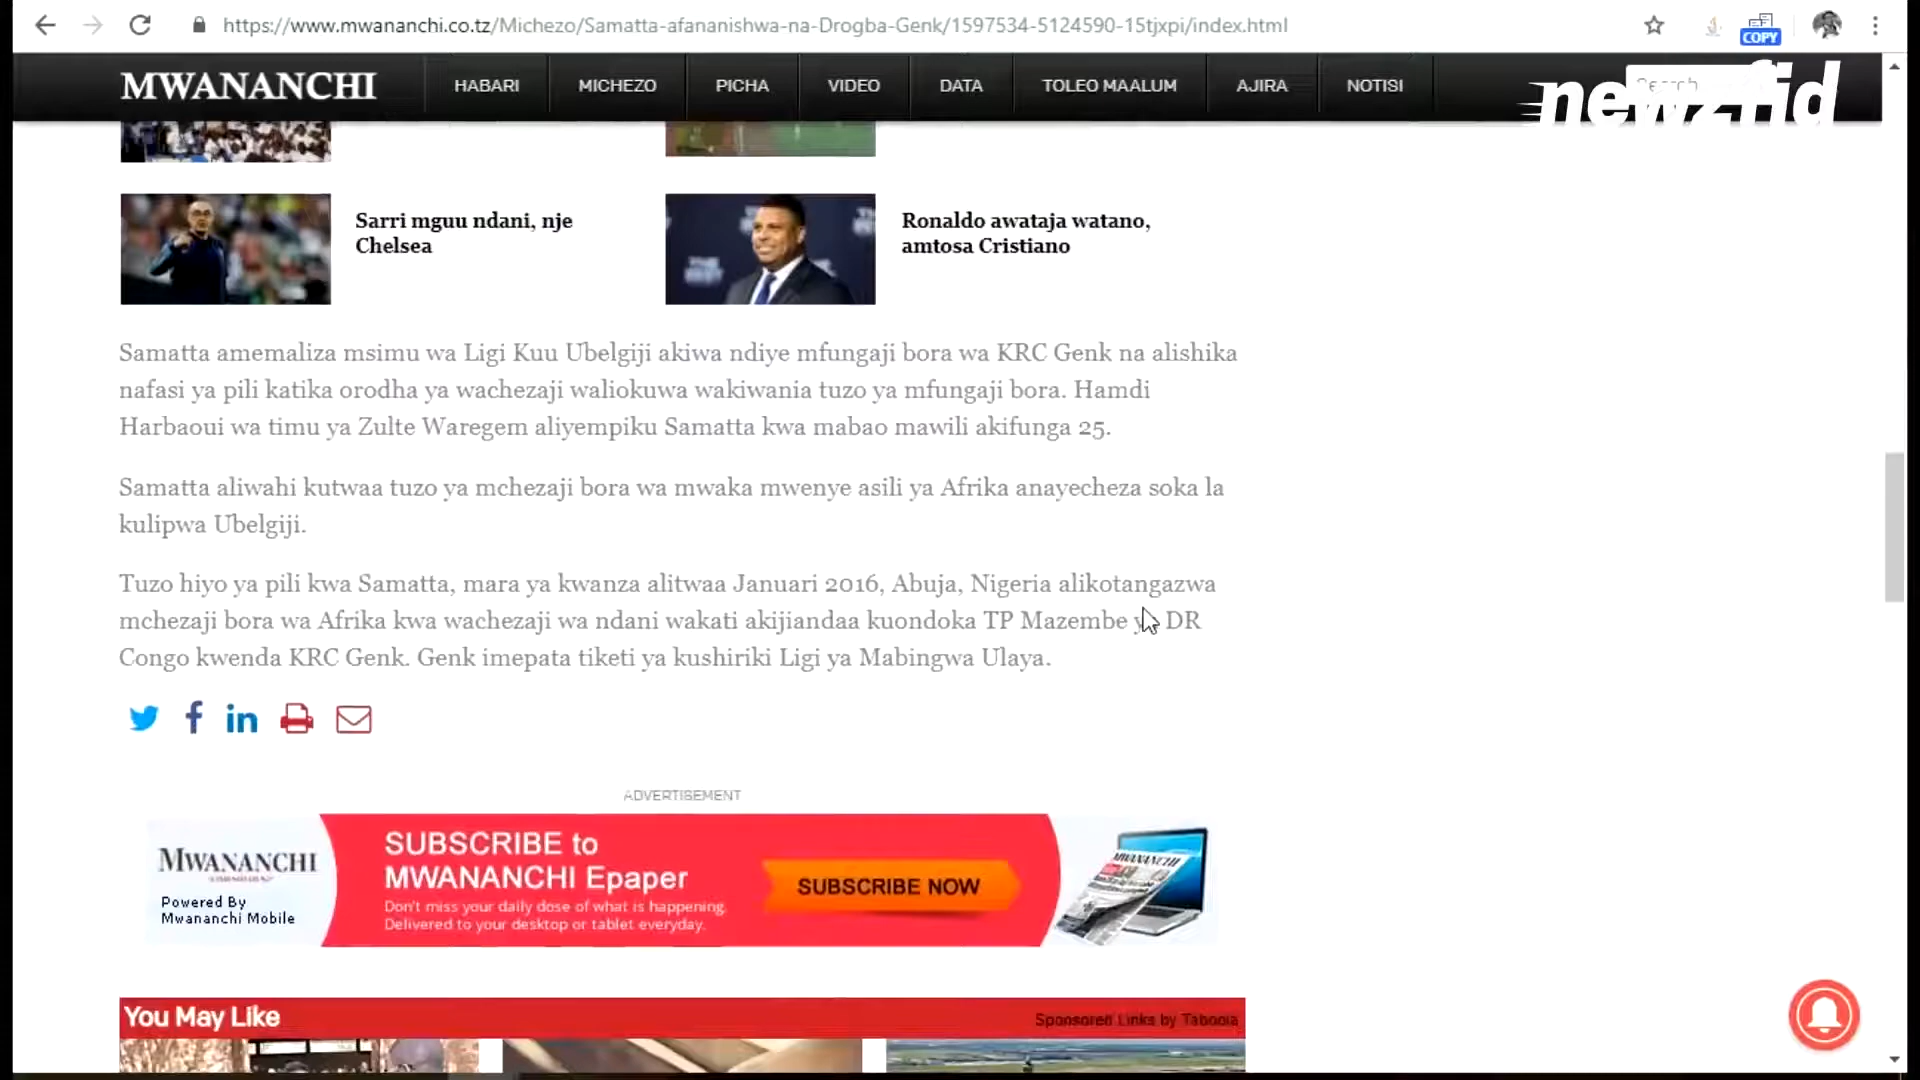 https://www.mwananchi.co.tz/Michezo/Samatta-afananishwa-na-Drogba-Genk/1597534-5124590-15tjxpi/index.html
COPY
MWANANCHI HABARI MICHEZO PICHA VIDEO DATA TOLEO MAALUM AJIRA NOTISI
Search
Sarri mguu ndani, nje
Chelsea
Ronaldo awataja watano,
amtosa Cristiano
Samatta amemaliza msimu wa Ligi Kuu Ubelgiji akiwa ndiye mfungaji bora wa KRC Genk na alishika
nafasi ya pili katika orodha ya wachezaji waliokuwa wakiwania tuzo ya mfungaji bora. Hamdi
Harbaoui wa timu ya Zulte Waregem aliyempiku Samatta kwa mabao mawili akifunga 25.
Samatta aliwahi kutwaa tuzo ya mchezaji bora wa mwaka mwenye asili ya Afrika anayecheza soka la
kulipwa Ubelgiji.
Tuzo hiyo ya pili kwa Samatta, mara ya kwanza alitwaa Januari 2016, Abuja, Nigeria alikotangazwa
mchezaji bora wa Afrika kwa wachezaji wa ndani wakati akijiandaa kuondoka TP Mazembe ya DR
Congo kwenda KRC Genk. Genk imepata tiketi ya kushiriki Ligi ya Mabingwa Ulaya.
ADVERTISEMENT
MWANANCHI
Powered By
Mwananchi Mobile
SUBSCRIBE to
MWANANCHI Epaper
Don't miss your daily dose of what is happening.
Delivered to your desktop or tablet everyday.
SUBSCRIBE NOW
MWANANCHI
You May Like
Sponsored Links by Taboola